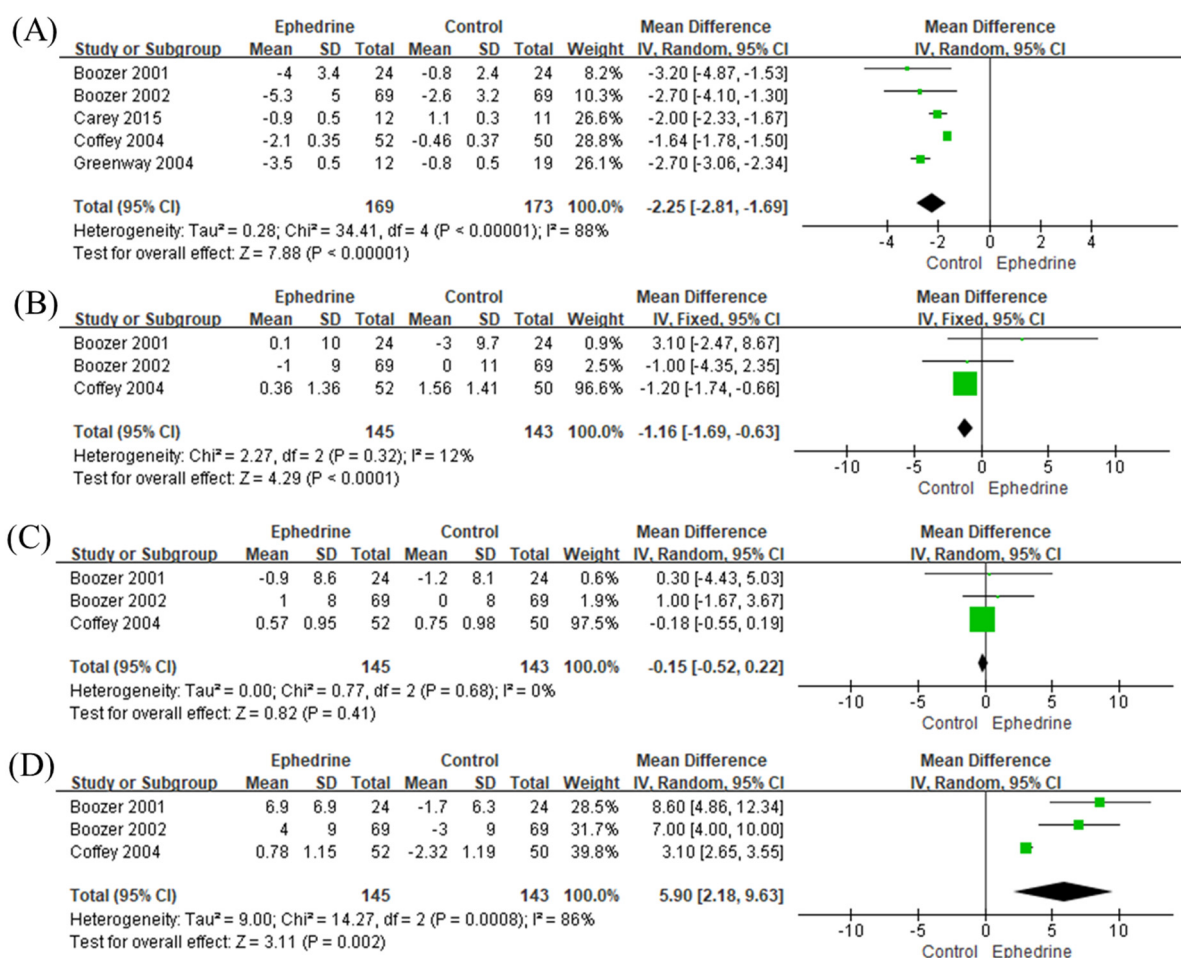 (A)
Ephedrine Control Mean Difference Mean Difference
Study or Subgroup Mean SD Total Mean SD Total Weight IV, Random, 95% CI IV, Random, 95% CI
Boozer 2001 -4 3.4 24 -0.8 2.4 24 8.2% -3.20 [-4.87, -1.53]
Boozer 2002 -5.3 5 69 -2.6 3.2 69 10.3% -2.70 [-4.10, -1.30]
Carey 2015 -0.9 0.5 12 1.1 0.3 11 26.6% -2.00 [-2.33, -1.67]
Coffey 2004 -2.1 0.35 52 -0.46 0.37 50 28.8% -1.64 [-1.78, -1.50]
Greenway 2004 -3.5 0.5 12 -0.8 0.5 19 26.1% -2.70 [-3.06, -2.34]
Total (95% CI) 169 173 100.0% -2.25 [-2.81, -1.69]
Heterogeneity: Tau² = 0.28; Chi² = 34.41, df = 4 (P < 0.00001); I² = 88%
Test for overall effect: Z = 7.88 (P < 0.00001)
-4 -2 0 2 4
Control Ephedrine
(B)
Ephedrine Control Mean Difference Mean Difference
Study or Subgroup Mean SD Total Mean SD Total Weight IV, Fixed, 95% CI IV, Fixed, 95% CI
Boozer 2001 0.1 10 24 -3 9.7 24 0.9% 3.10 [-2.47, 8.67]
Boozer 2002 -1 9 69 0 11 69 2.5% -1.00 [-4.35, 2.35]
Coffey 2004 0.36 1.36 52 1.56 1.41 50 96.6% -1.20 [-1.74, -0.66]
Total (95% CI) 145 143 100.0% -1.16 [-1.69, -0.63]
Heterogeneity: Chi² = 2.27, df = 2 (P = 0.32); I² = 12%
Test for overall effect: Z = 4.29 (P < 0.0001)
-10 -5 0 5 10
Control Ephedrine
(C)
Ephedrine Control Mean Difference Mean Difference
Study or Subgroup Mean SD Total Mean SD Total Weight IV, Random, 95% CI IV, Random, 95% CI
Boozer 2001 -0.9 8.6 24 -1.2 8.1 24 0.6% 0.30 [-4.43, 5.03]
Boozer 2002 1 8 69 0 8 69 1.9% 1.00 [-1.67, 3.67]
Coffey 2004 0.57 0.95 52 0.75 0.98 50 97.5% -0.18 [-0.55, 0.19]
Total (95% CI) 145 143 100.0% -0.15 [-0.52, 0.22]
Heterogeneity: Tau² = 0.00; Chi² = 0.77, df = 2 (P = 0.68); I² = 0%
Test for overall effect: Z = 0.82 (P = 0.41)
-10 -5 0 5 10
Control Ephedrine
(D)
Ephedrine Control Mean Difference Mean Difference
Study or Subgroup Mean SD Total Mean SD Total Weight IV, Random, 95% CI IV, Random, 95% CI
Boozer 2001 6.9 6.9 24 -1.7 6.3 24 28.5% 8.60 [4.86, 12.34]
Boozer 2002 4 9 69 -3 9 69 31.7% 7.00 [4.00, 10.00]
Coffey 2004 0.78 1.15 52 -2.32 1.19 50 39.8% 3.10 [2.65, 3.55]
Total (95% CI) 145 143 100.0% 5.90 [2.18, 9.63]
Heterogeneity: Tau² = 9.00; Chi² = 14.27, df = 2 (P = 0.0008); I² = 86%
Test for overall effect: Z = 3.11 (P = 0.002)
-10 -5 0 5 10
Control Ephedrine